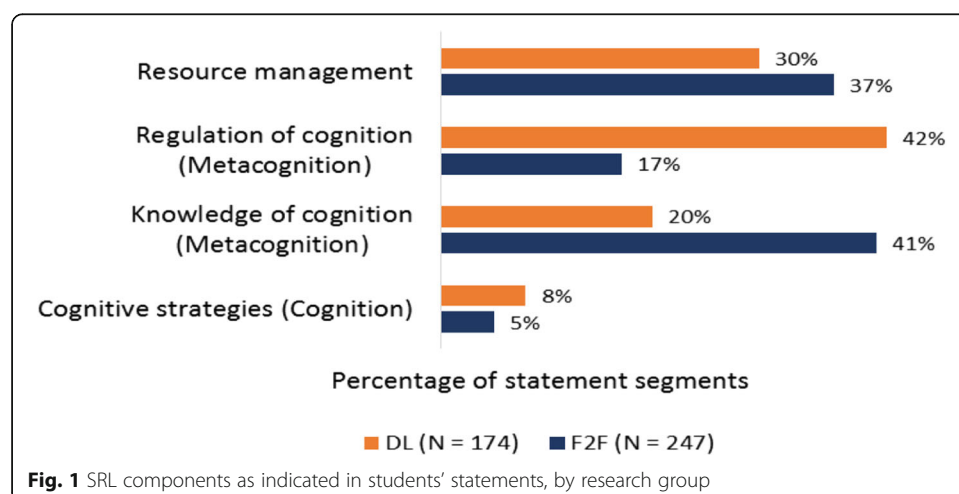 Resource management
30%
37%
Regulation of cognition
(Metacognition)
42%
17%
Knowledge of cognition
(Metacognition)
20%
41%
Cognitive strategies (Cognition)
8%
5%
Percentage of statement segments
DL (N = 174) F2F (N = 247)
Fig. 1 SRL components as indicated in students’ statements, by research group